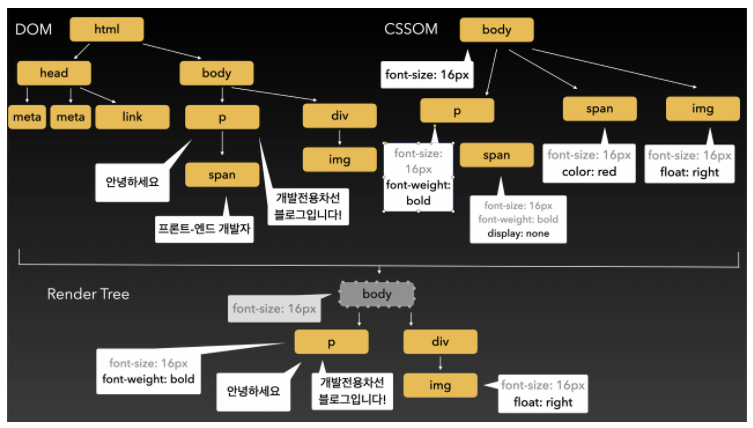 DOM
html
head
body
meta
meta
link
p
div
안녕하세요
span
img
개발전용차선
블로그입니다!
프론트-엔드 개발자
CSSOM
body
font-size: 16px
p
span
img
font-size:
16px
font-weight:
bold
span
font-size: 16px
font-weight: bold
display: none
font-size: 16px
color: red
font-size: 16px
float: right
Render Tree
body
font-size: 16px
p
div
font-size: 16px
font-weight: bold
안녕하세요
개발전용차선
블로그입니다!
img
font-size: 16px
float: right